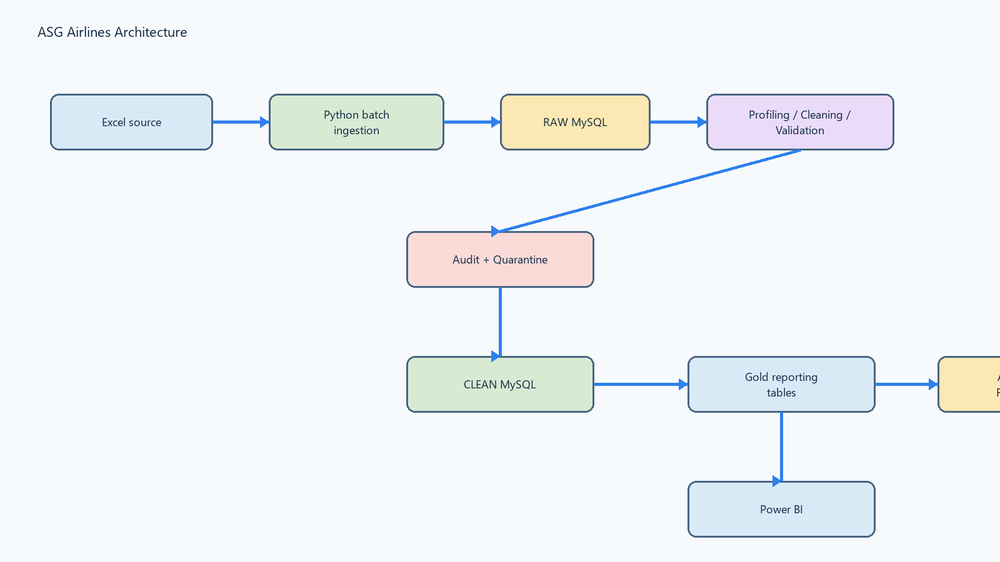 ASG Airlines Architecture
Excel source
Python batch
ingestion
RAW MySQL
Profiling / Cleaning /
Validation
Audit + Quarantine
CLEAN MySQL
Gold reporting
tables
Power BI